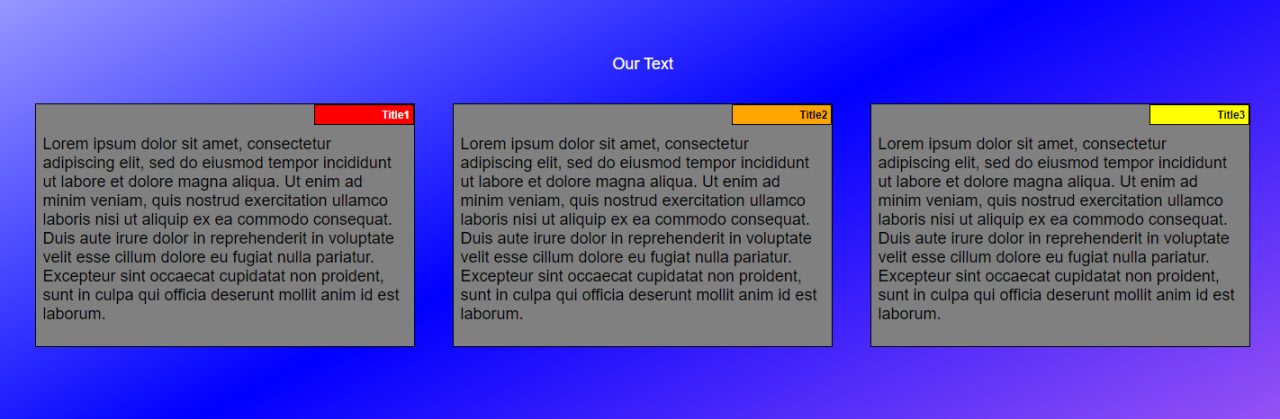 Our Text
Title1
Lorem ipsum dolor sit amet, consectetur
adipiscing elit, sed do eiusmod tempor incididunt
ut labore et dolore magna aliqua. Ut enim ad
minim veniam, quis nostrud exercitation ullamco
laboris nisi ut aliquip ex ea commodo consequat.
Duis aute irure dolor in reprehenderit in voluptate
velit esse cillum dolore eu fugiat nulla pariatur.
Excepteur sint occaecat cupidatat non proident,
sunt in culpa qui officia deserunt mollit anim id est
laborum.
Title2
Lorem ipsum dolor sit amet, consectetur
adipiscing elit, sed do eiusmod tempor incididunt
ut labore et dolore magna aliqua. Ut enim ad
minim veniam, quis nostrud exercitation ullamco
laboris nisi ut aliquip ex ea commodo consequat.
Duis aute irure dolor in reprehenderit in voluptate
velit esse cillum dolore eu fugiat nulla pariatur.
Excepteur sint occaecat cupidatat non proident,
sunt in culpa qui officia deserunt mollit anim id est
laborum.
Title3
Lorem ipsum dolor sit amet, consectetur
adipiscing elit, sed do eiusmod tempor incididunt
ut labore et dolore magna aliqua. Ut enim ad
minim veniam, quis nostrud exercitation ullamco
laboris nisi ut aliquip ex ea commodo consequat.
Duis aute irure dolor in reprehenderit in voluptate
velit esse cillum dolore eu fugiat nulla pariatur.
Excepteur sint occaecat cupidatat non proident,
sunt in culpa qui officia deserunt mollit anim id est
laborum.